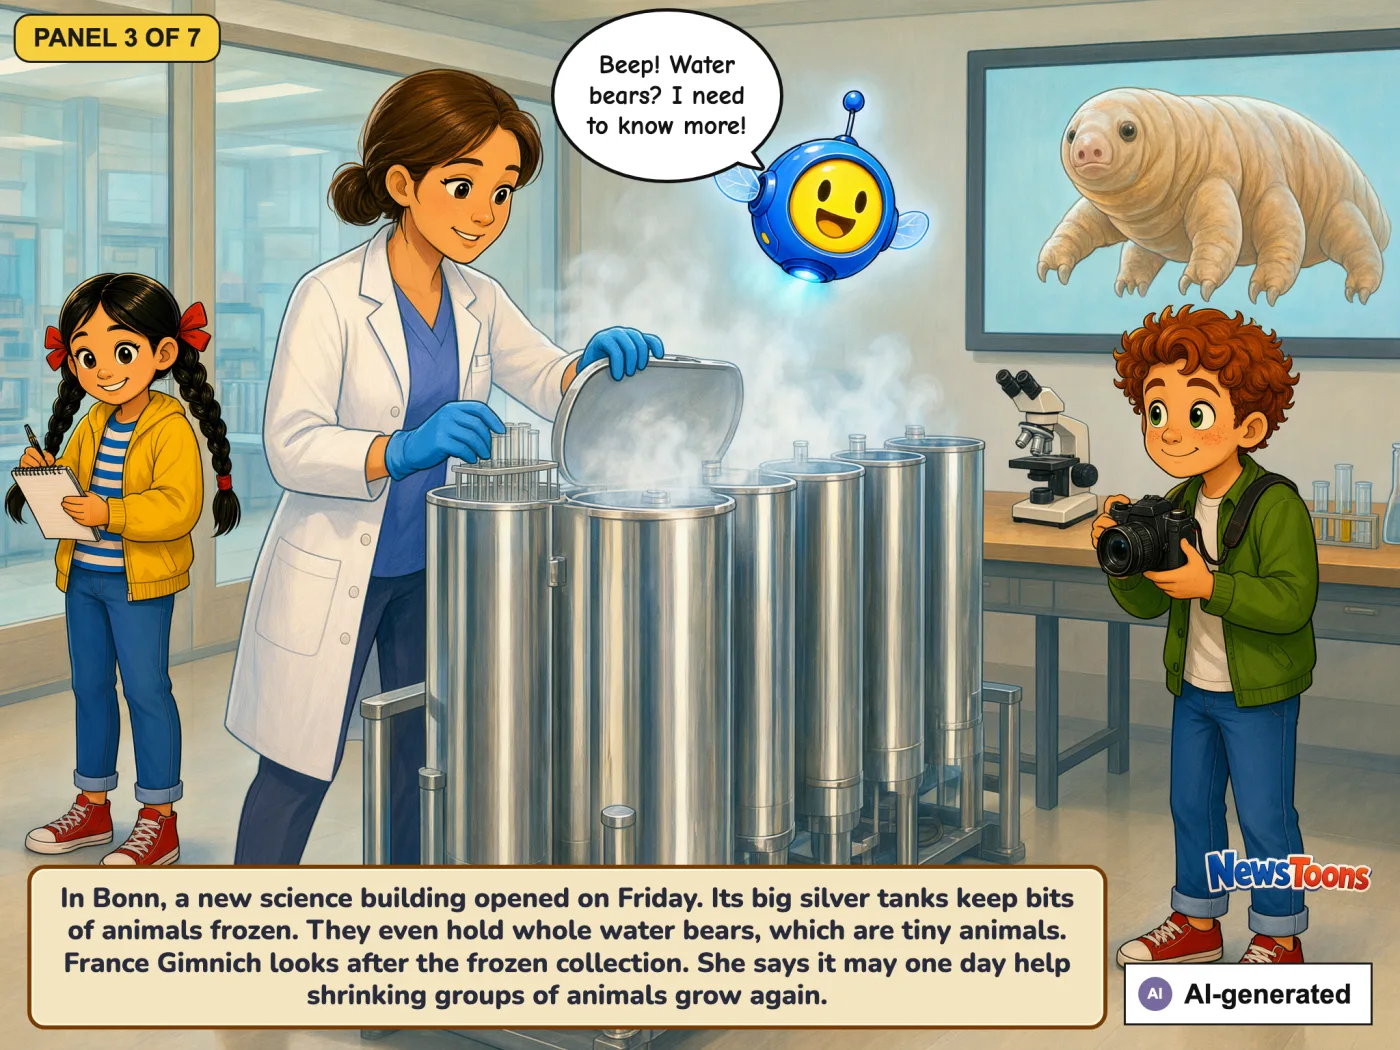 PANEL 3 OF 7
Beep! Water
bears? I need
to know more!
In Bonn, a new science building opened on Friday. Its big silver tanks keep bits
of animals frozen. They even hold whole water bears, which are tiny animals.
France Gimnich looks after the frozen collection. She says it may one day help
shrinking groups of animals grow again.
NewsToons
AI AI-generated